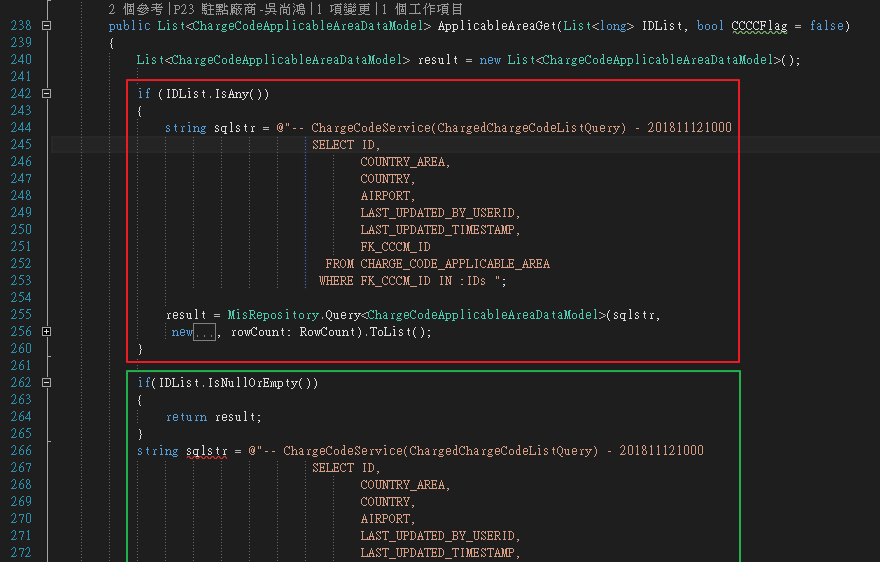 2 個參考|P23 駐點廠商-吳尚鴻|1 項變更|1 個工作項目
238 public List<ChargeCodeApplicableAreaDataModel> ApplicableAreaGet(List<long> IDList, bool CCCCFlag = false)
239 {
240 List<ChargeCodeApplicableAreaDataModel> result = new List<ChargeCodeApplicableAreaDataModel>();
241
242 if (IDList.IsAny())
243 {
244 string sqlstr = @"-- ChargeCodeService(ChargedChargeCodeListQuery) - 201811121000
245 SELECT ID,
246 COUNTRY_AREA,
247 COUNTRY,
248 AIRPORT,
249 LAST_UPDATED_BY_USERID,
250 LAST_UPDATED_TIMESTAMP,
251 FK_CCCM_ID
252 FROM CHARGE_CODE_APPLICABLE_AREA
253 WHERE FK_CCCM_ID IN :IDs ";
254
255 result = MisRepository.Query<ChargeCodeApplicableAreaDataModel>(sqlstr,
256 new..., rowCount: RowCount).ToList();
260 }
261
262 if(IDList.IsNullOrEmpty())
263 {
264 return result;
265 }
266 string sqlstr = @"-- ChargeCodeService(ChargedChargeCodeListQuery) - 201811121000
267 SELECT ID,
268 COUNTRY_AREA,
269 COUNTRY,
270 AIRPORT,
271 LAST_UPDATED_BY_USERID,
272 LAST_UPDATED_TIMESTAMP,